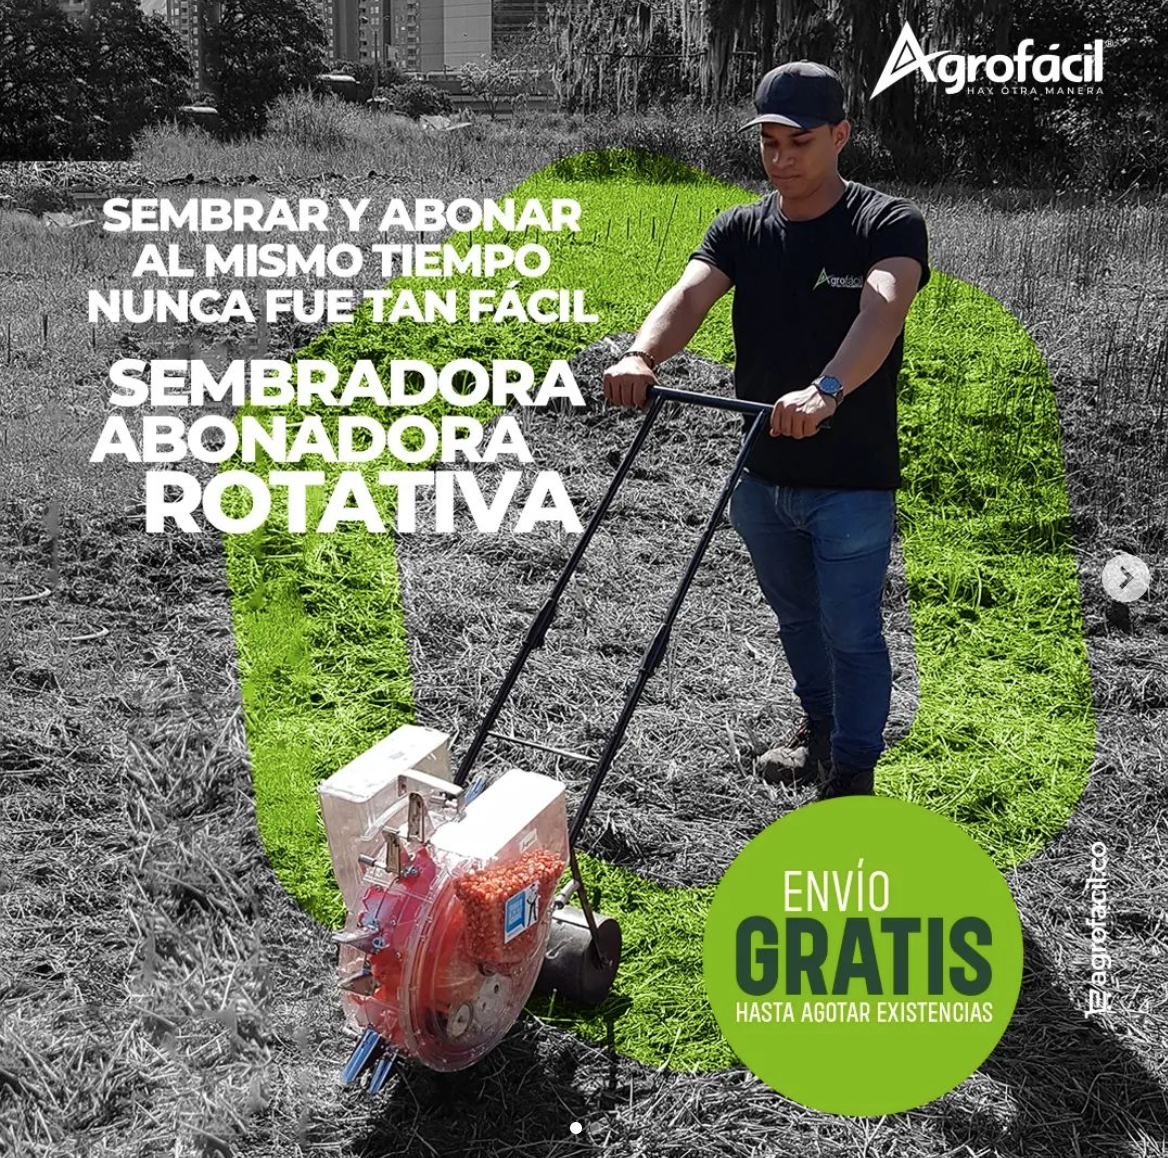 Agrofácil
HAY OTRA MANERA
SEMBRAR Y ABONAR
AL MISMO TIEMPO
NUNCA FUE TAN FÁCIL
SEMBRADORA
ABONADORA
ROTATIVA
Agrofácil
ENVÍO
GRATIS
HASTA AGOTAR EXISTENCIAS
agrofacil.co